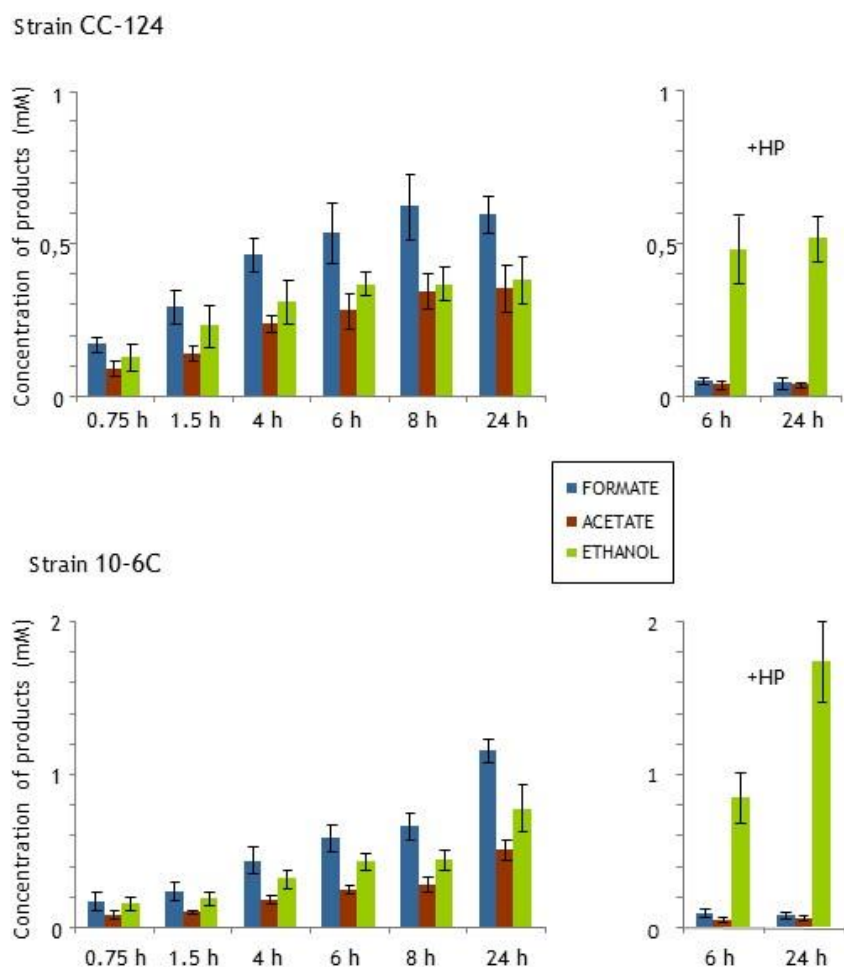 Strain CC-124
Concentration of products (mM)
1
0,5
0
0.75 h 1.5 h 4 h 6 h 8 h 24 h
1
+HP
0,5
0
6 h 24 h
FORMATE
ACETATE
ETHANOL
Strain 10-6C
Concentration of products (mM)
2
1
0
0.75 h 1.5 h 4 h 6 h 8 h 24 h
2
+HP
1
0
6 h 24 h